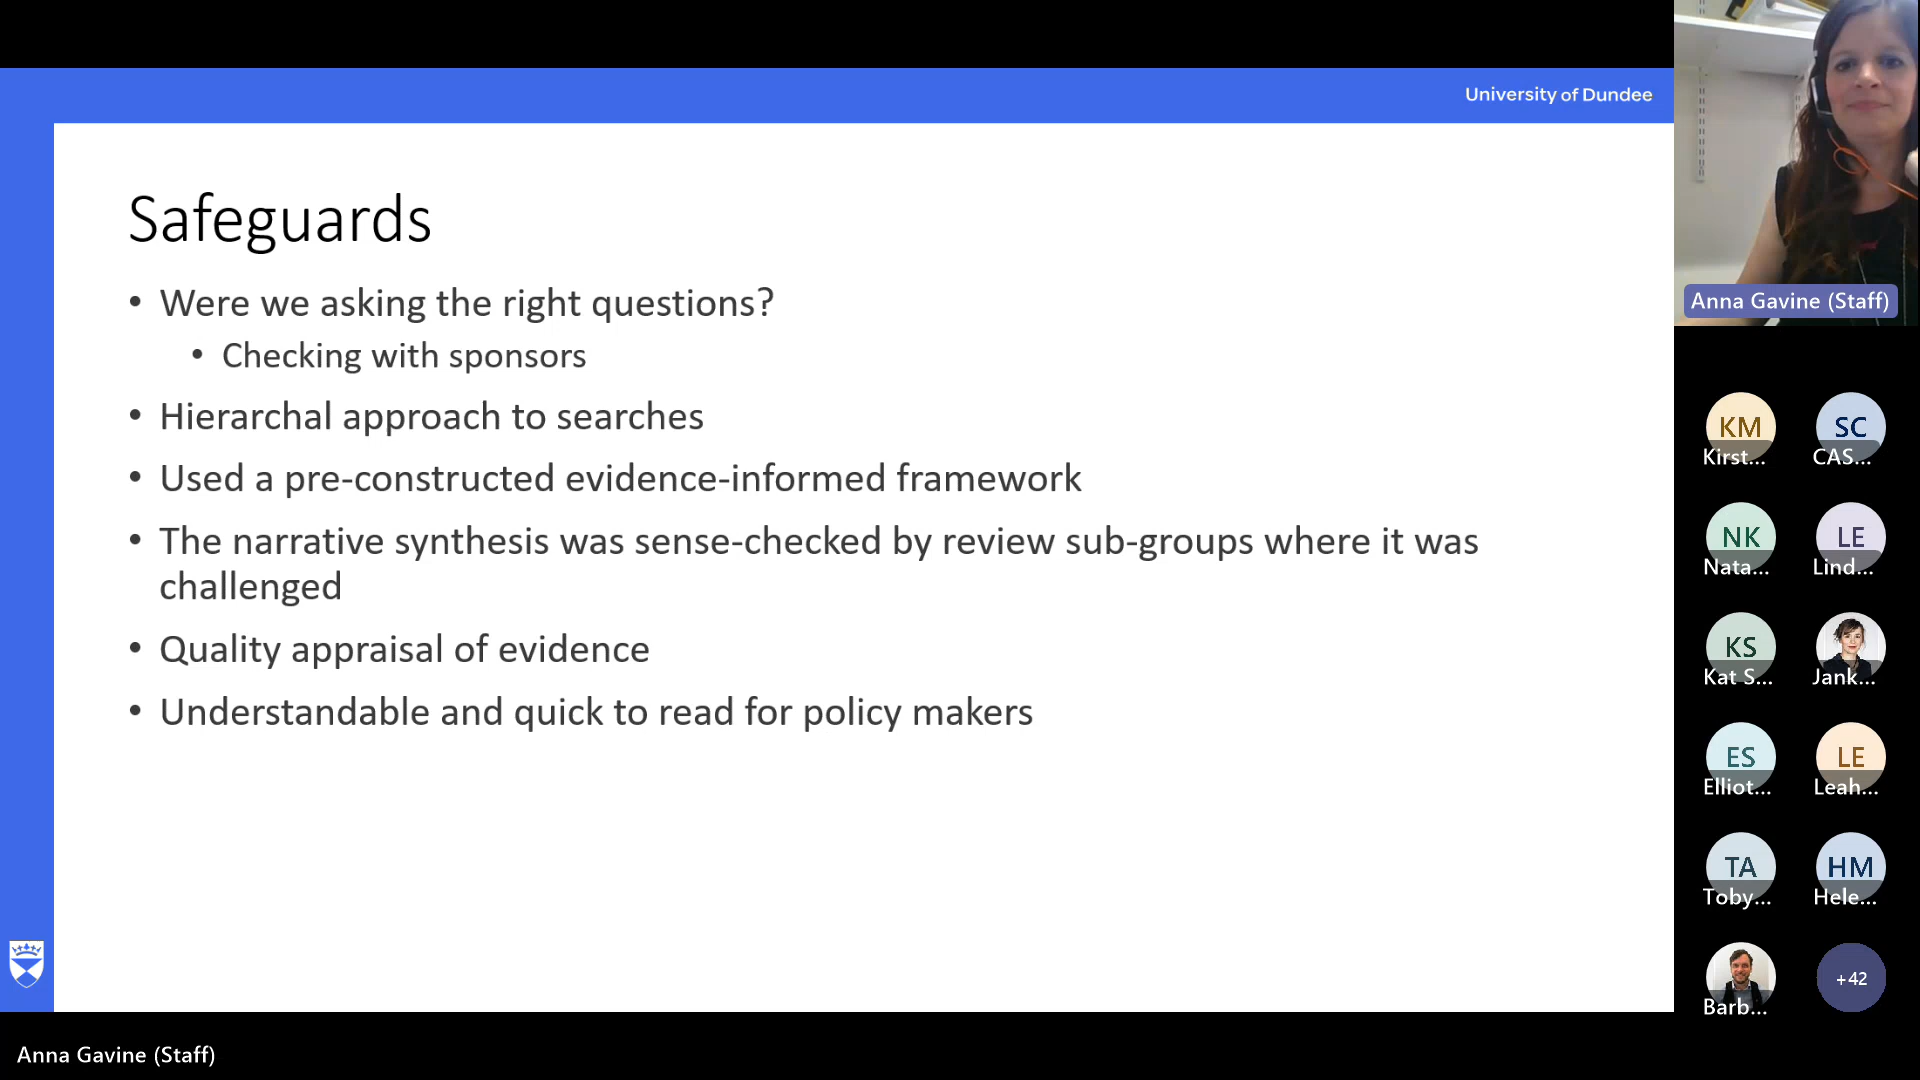 University of Dundee
Safeguards
• Were we asking the right questions?
• Checking with sponsors
• Hierarchal approach to searches
• Used a pre-constructed evidence-informed framework
• The narrative synthesis was sense-checked by review sub-groups where it was
challenged
• Quality appraisal of evidence
• Understandable and quick to read for policy makers
Anna Gavine (Staff)
KM
Kirst...
SC
CAS...
NK
Nata...
LE
Lind...
KS
Kat S...
Jank...
ES
Elliot...
LE
Leah...
TA
Toby...
HM
Hele...
Barb...
+42
Anna Gavine (Staff)